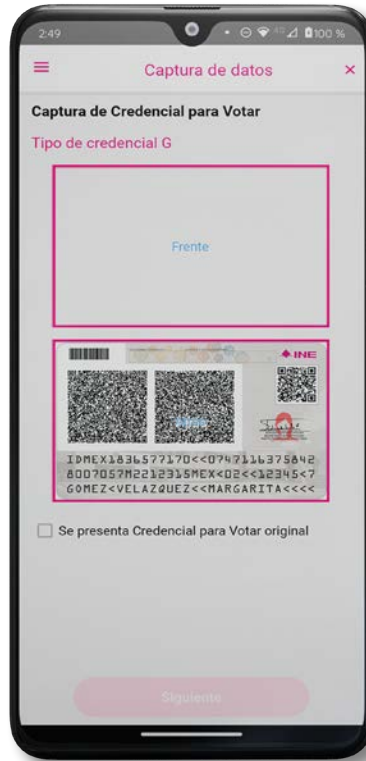 2:49
4G 100 %
Captura de datos
Captura de Credencial para Votar
Tipo de credencial G
Frente
INE
IDMEX1836577170<<0747116375842
8007057M2212315MEX<02<<12345<7
GOMEZ<VELAZQUEZ<<MARGARITA<<<<
Se presenta Credencial para Votar original
Siguiente